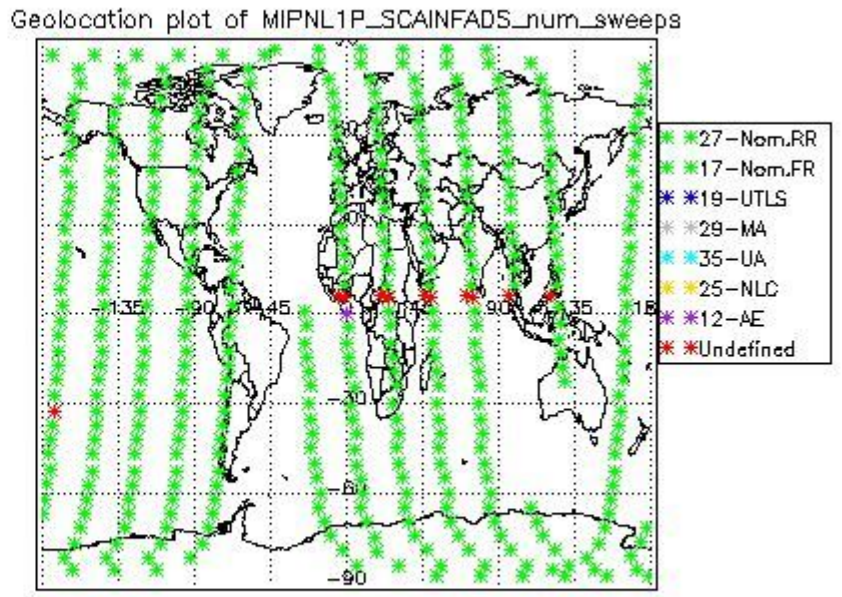 Geolocation plot of MIPNL1P_SCAINFADS_num_sweeps
27-Nom.RR
17-Nom.FR
19-UTLS
29-MA
35-UA
25-NLC
12-AE
Undefined
-135 -90 -45 45 90 135
-30
-60
-90